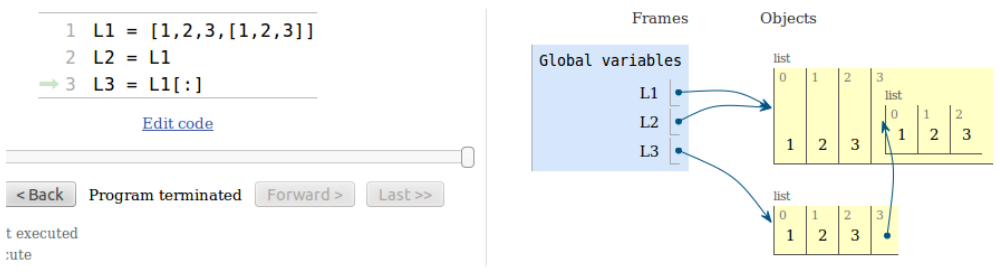 Frames Objects
1 L1 = [1,2,3,[1,2,3]]
2 L2 = L1
3 L3 = L1[:]
Edit code
< Back Program terminated Forward > Last >>
t executed
cute
Global variables
L1
L2
L3
list
0 1 2 3
list
0 1 2
1 2 3
1 2 3
list
0 1 2 3
1 2 3